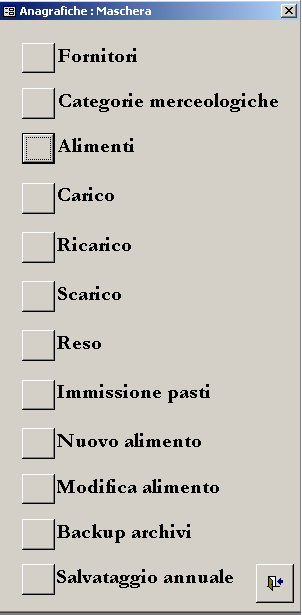 Anagrafiche : Maschera
Fornitori
Categorie merceologiche
Alimenti
Carico
Ricarico
Scarico
Reso
Immissione pasti
Nuovo alimento
Modifica alimento
Backup archivi
Salvataggio annuale